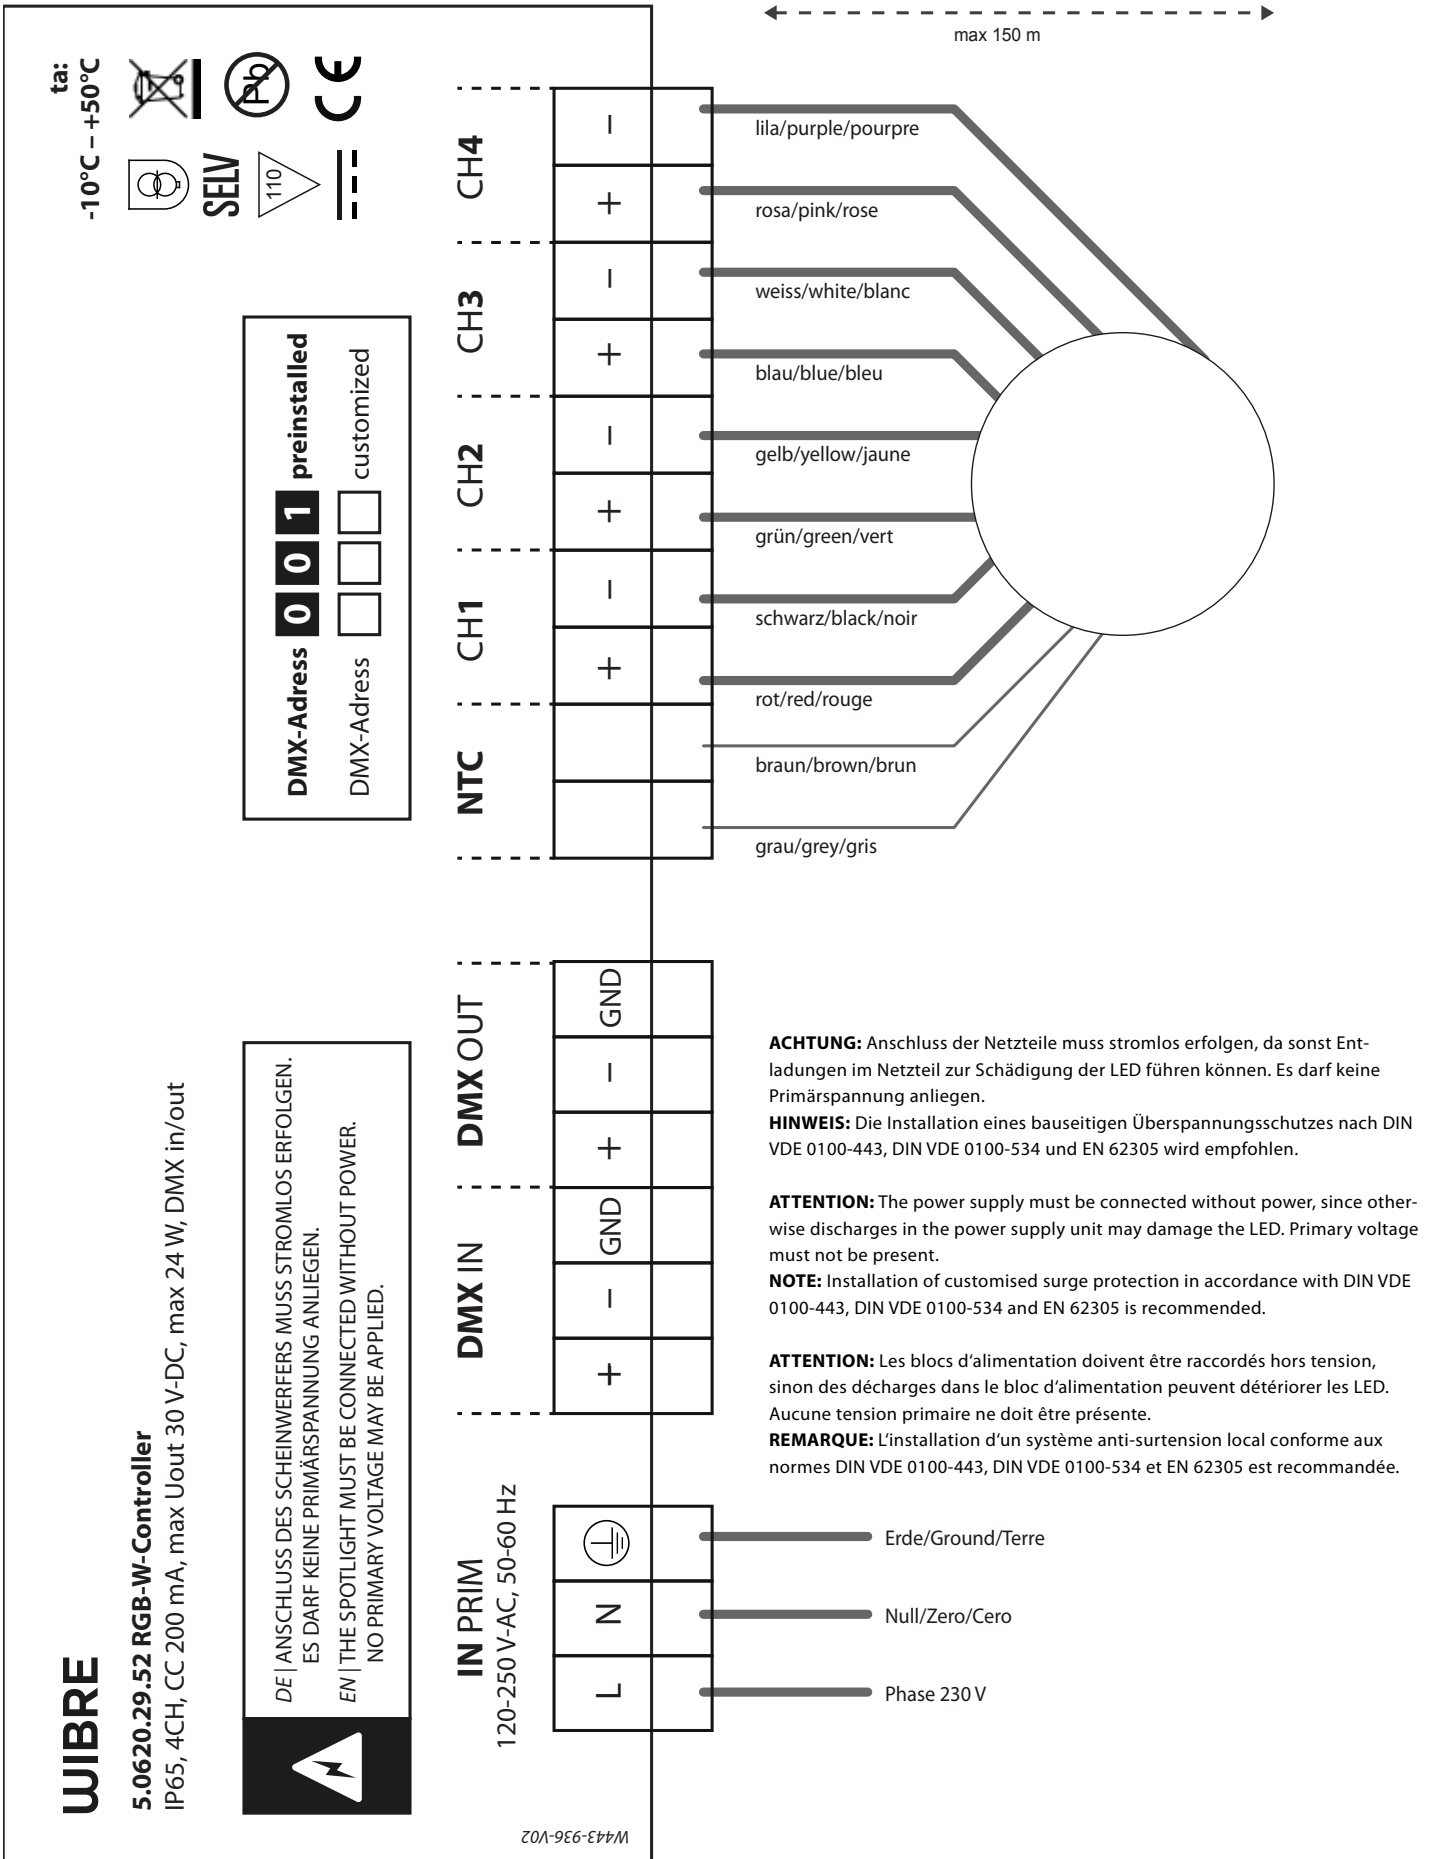 WIBRE
5.0620.29.52 RGB-W-Controller
IP65, 4CH, CC 200 mA, max Uout 30 V-DC, max 24 W, DMX in/out
ta:
-10°C – +50°C
SELV
110
Pb
CE
DE | ANSCHLUSS DES SCHEINWERFERS MUSS STROMLOS ERFOLGEN.
ES DARF KEINE PRIMÄRSPANNUNG ANLIEGEN.
EN | THE SPOTLIGHT MUST BE CONNECTED WITHOUT POWER.
NO PRIMARY VOLTAGE MAY BE APPLIED.
DMX-Adress 0 0 1 preinstalled
DMX-Adress customized
IN PRIM
120-250 V-AC, 50-60 Hz
DMX IN
DMX OUT
NTC
CH1
CH2
CH3
CH4
L N
+ − GND + − GND
+ − + − + − + −
W443-936-V02
max 150 m
lila/purple/pourpre
rosa/pink/rose
weiss/white/blanc
blau/blue/bleu
gelb/yellow/jaune
grün/green/vert
schwarz/black/noir
rot/red/rouge
braun/brown/brun
grau/grey/gris
ACHTUNG: Anschluss der Netzteile muss stromlos erfolgen, da sonst Ent-
ladungen im Netzteil zur Schädigung der LED führen können. Es darf keine
Primärspannung anliegen.
HINWEIS: Die Installation eines bauseitigen Überspannungsschutzes nach DIN
VDE 0100-443, DIN VDE 0100-534 und EN 62305 wird empfohlen.
ATTENTION: The power supply must be connected without power, since other-
wise discharges in the power supply unit may damage the LED. Primary voltage
must not be present.
NOTE: Installation of customised surge protection in accordance with DIN VDE
0100-443, DIN VDE 0100-534 and EN 62305 is recommended.
ATTENTION: Les blocs d‘alimentation doivent être raccordés hors tension,
sinon des décharges dans le bloc d‘alimentation peuvent détériorer les LED.
Aucune tension primaire ne doit être présente.
REMARQUE: L‘installation d‘un système anti-surtension local conforme aux
normes DIN VDE 0100-443, DIN VDE 0100-534 et EN 62305 est recommandée.
Erde/Ground/Terre
Null/Zero/Cero
Phase 230 V